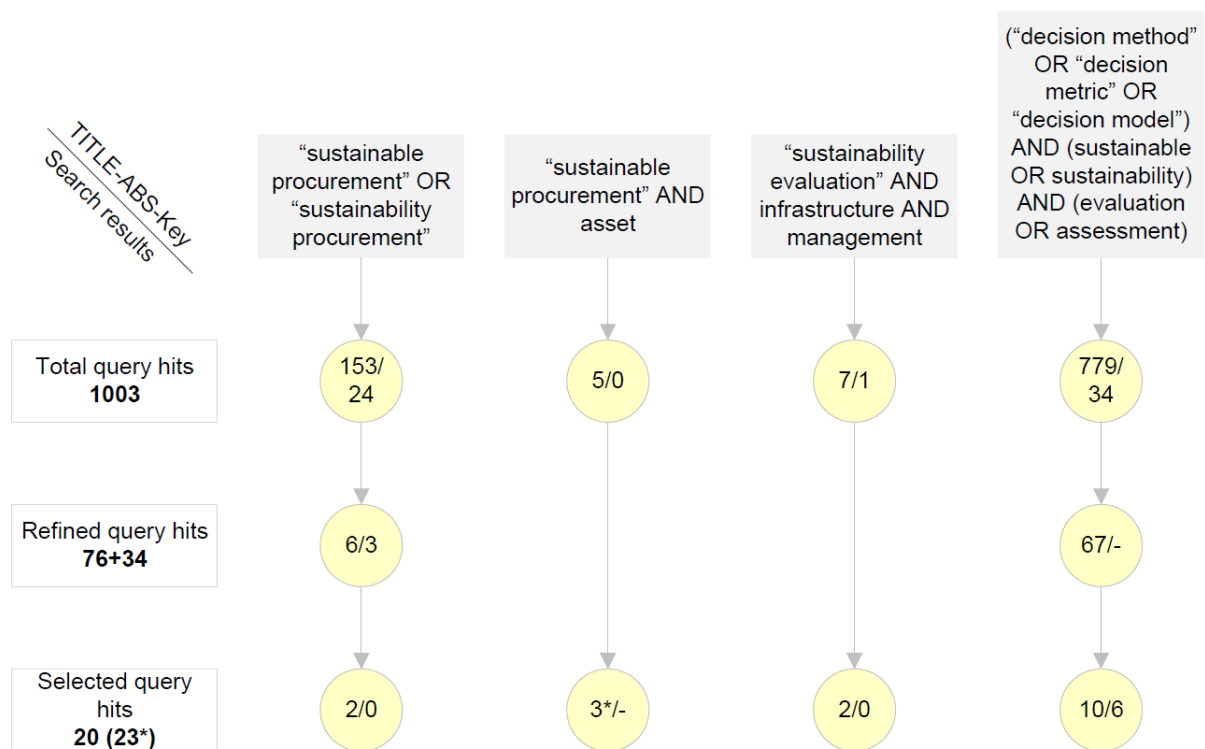 TITLE-ABS-Key
Search results
“sustainable
procurement” OR
“sustainability
procurement”
“sustainable
procurement” AND
asset
“sustainability
evaluation” AND
infrastructure AND
management
(“decision method”
OR “decision
metric” OR
“decision model”)
AND (sustainable
OR sustainability)
AND (evaluation
OR assessment)
Total query hits
1003
153/
24
5/0
7/1
779/
34
Refined query hits
76+34
6/3
67/-
Selected query
hits
20 (23*)
2/0
3*/-
2/0
10/6